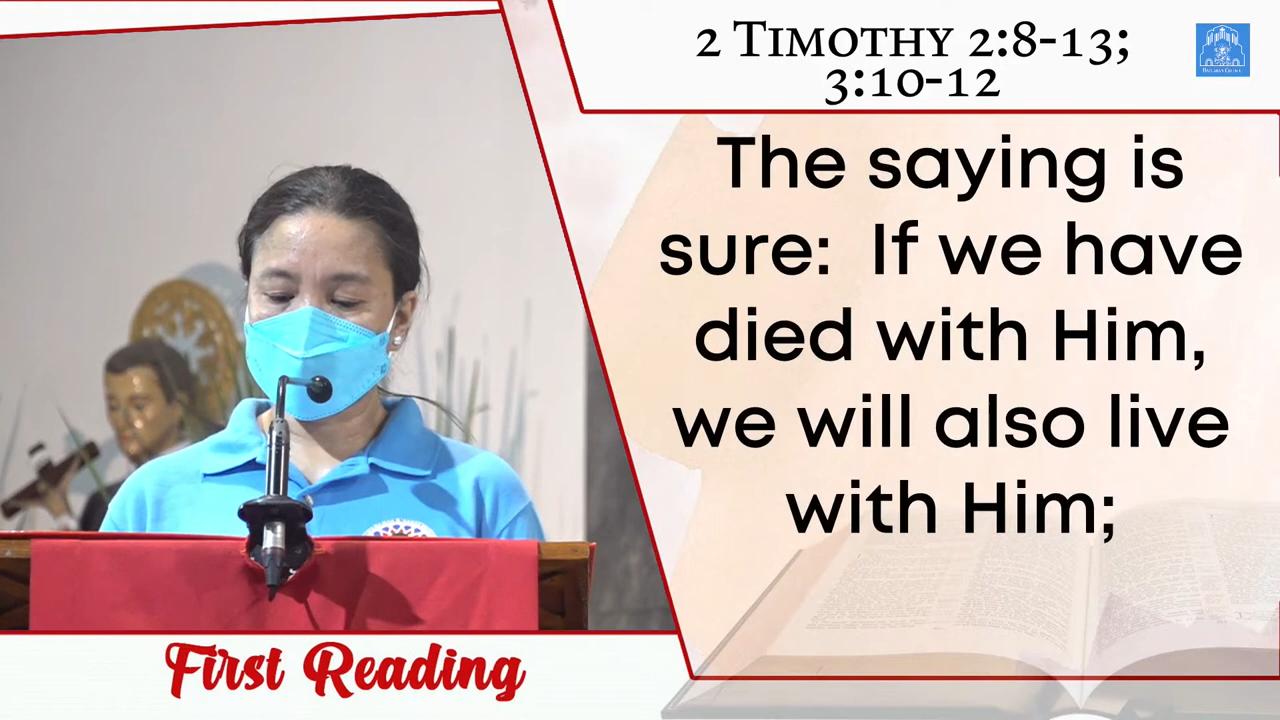 2 Timothy 2:8-13;
3:10-12
The saying is
sure: If we have
died with Him,
we will also live
with Him;
First Reading